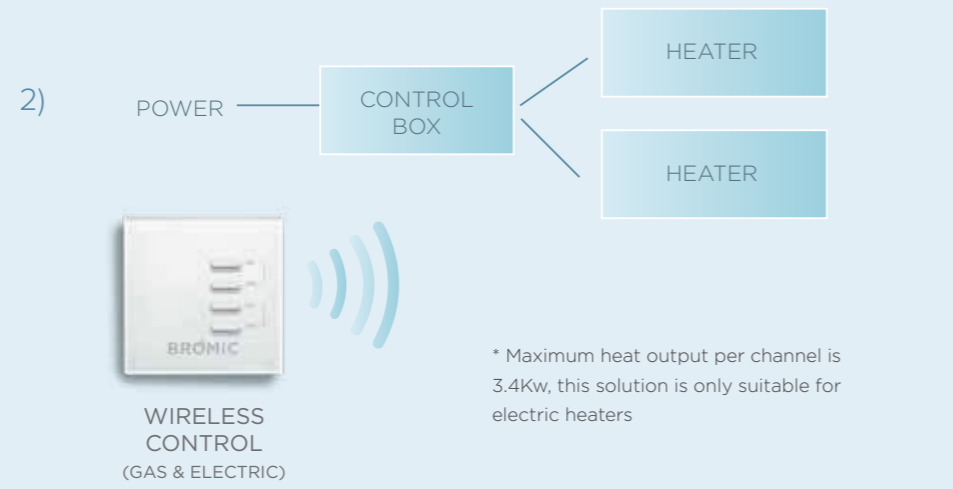 2)
POWER
CONTROL
BOX
HEATER
HEATER
BROMIC
WIRELESS
CONTROL
(GAS & ELECTRIC)
* Maximum heat output per channel is
3.4Kw, this solution is only suitable for
electric heaters